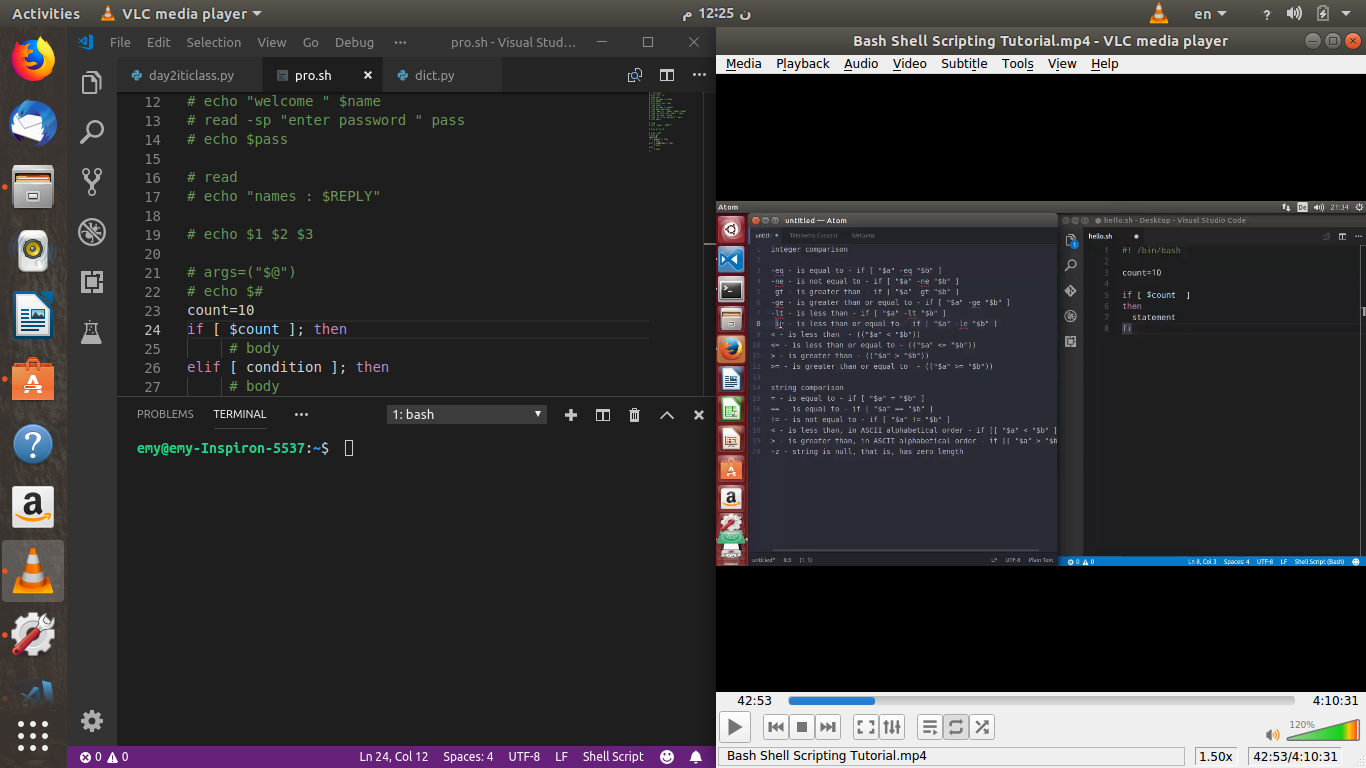 Activities
VLC media player
ن 12:25 م
en
File Edit Selection View Go Debug ···
pro.sh - Visual Stud…
day2iticlass.py
pro.sh
dict.py
12 # echo "welcome " $name
13 # read -sp "enter password " pass
14 # echo $pass
15
16 # read
17 # echo "names : $REPLY"
18
19 # echo $1 $2 $3
20
21 # args=("$@")
22 # echo $#
23 count=10
24 if [ $count ]; then
25 # body
26 elif [ condition ]; then
27 # body
PROBLEMS TERMINAL ···
1: bash
emy@emy-Inspiron-5537:~$
0 0
Ln 24, Col 12 Spaces: 4 UTF-8 LF Shell Script
Bash Shell Scripting Tutorial.mp4 - VLC media player
Media Playback Audio Video Subtitle Tools View Help
Atom
De 21:34
untitled — Atom
Telemetry Consent Welcome
1 integer comparison
2
3 -eq - is equal to - if [ "$a" -eq "$b" ]
4 -ne - is not equal to - if [ "$a" -ne "$b" ]
5 -gt - is greater than - if [ "$a" -gt "$b" ]
6 -ge - is greater than or equal to - if [ "$a" -ge "$b" ]
7 -lt - is less than - if [ "$a" -lt "$b" ]
8 - is less than or equal to - if [ "$a" -le "$b" ]
9 < - is less than - (("$a" < "$b"))
10 <= - is less than or equal to - (("$a" <= "$b"))
11 > - is greater than - (("$a" > "$b"))
12 >= - is greater than or equal to - (("$a" >= "$b"))
13
14 string comparison
15 = - is equal to - if [ "$a" = "$b" ]
16 == - is equal to - if [ "$a" == "$b" ]
17 != - is not equal to - if [ "$a" != "$b" ]
18 < - is less than, in ASCII alphabetical order - if [[ "$a" < "$b" ]
19 > - is greater than, in ASCII alphabetical order - if [[ "$a" > "$b
20 -z - string is null, that is, has zero length
untitled* 8:3 (1, 1)
LF UTF-8 Plain Text
hello.sh - Desktop - Visual Studio Code
hello.sh
1 #! /bin/bash
2
3 count=10
4
5 if [ $count ]
6 then
7 statement
8 fi
0 0
Ln 8, Col 3 Spaces: 4 UTF-8 LF Shell Script (Bash)
42:53
4:10:31
120%
Bash Shell Scripting Tutorial.mp4
1.50x
42:53/4:10:31